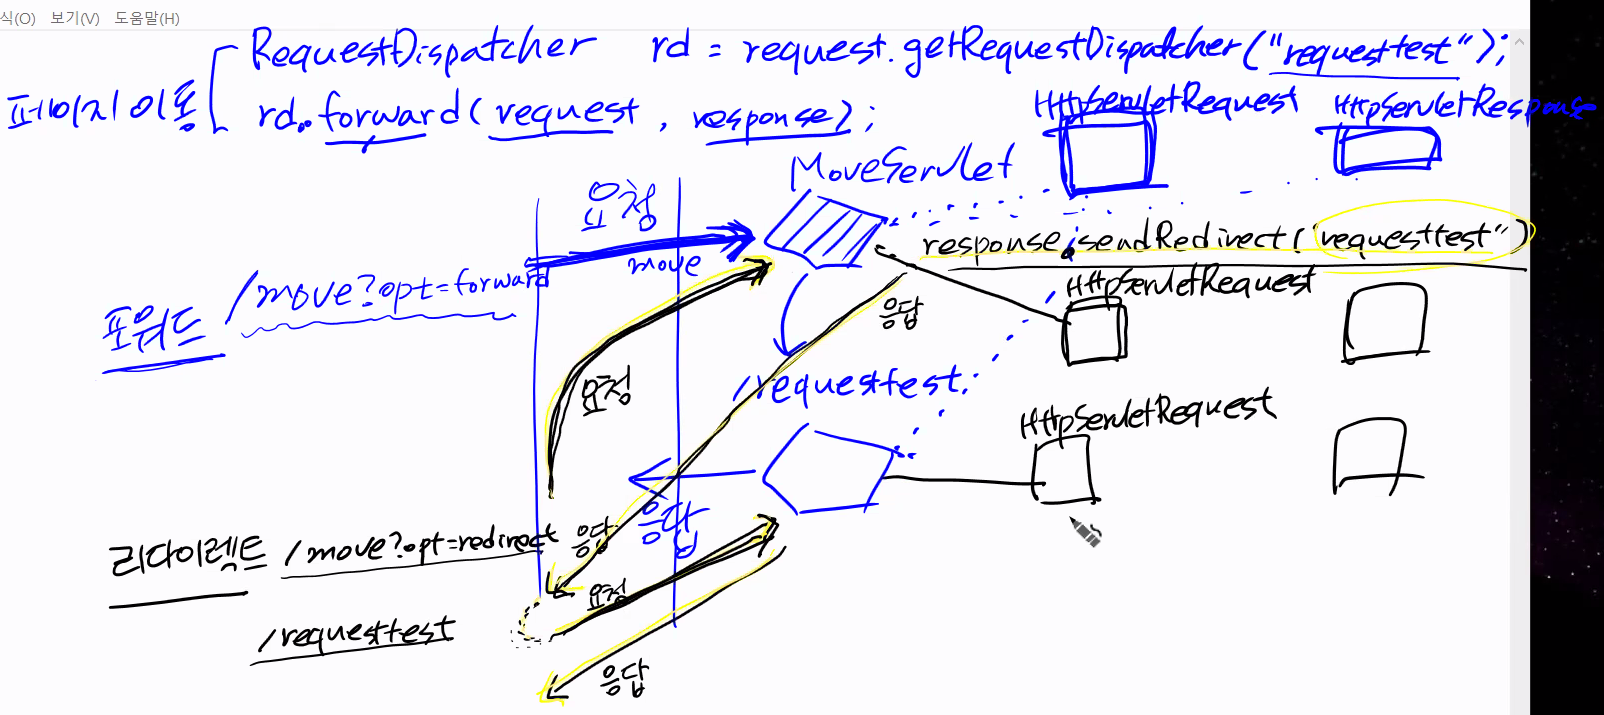 식(O) 보기(V) 도움말(H)
RequestDispatcher rd = request.getRequestDispatcher("requesttest");
페이지 이동
rd.forward(request, response);
HttpServletRequest HttpServletResponse
MoveServlet
요청
response.sendRedirect("requesttest")
move
/move?opt=forward
HttpServletRequest
포워드
응답
요청
/requesttest
HttpServletRequest
응답
응답
리다이렉트 /move?opt=redirect
요청
/requesttest
응답